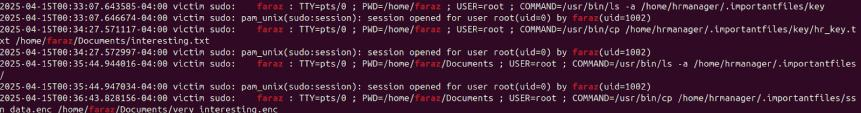 2025-04-15T00:33:07.643585-04:00 victim sudo:    faraz : TTY=pts/0 ; PWD=/home/faraz ; USER=root ; COMMAND=/usr/bin/ls -a /home/hrmanager/.importantfiles/key
2025-04-15T00:33:07.646674-04:00 victim sudo: pam_unix(sudo:session): session opened for user root(uid=0) by faraz(uid=1002)
2025-04-15T00:34:27.571117-04:00 victim sudo:    faraz : TTY=pts/0 ; PWD=/home/faraz ; USER=root ; COMMAND=/usr/bin/cp /home/hrmanager/.importantfiles/key/hr_key.t
xt /home/faraz/Documents/interesting.txt
2025-04-15T00:34:27.572997-04:00 victim sudo: pam_unix(sudo:session): session opened for user root(uid=0) by faraz(uid=1002)
2025-04-15T00:35:44.944016-04:00 victim sudo:    faraz : TTY=pts/0 ; PWD=/home/faraz/Documents ; USER=root ; COMMAND=/usr/bin/ls -a /home/hrmanager/.importantfiles
/
2025-04-15T00:35:44.947034-04:00 victim sudo: pam_unix(sudo:session): session opened for user root(uid=0) by faraz(uid=1002)
2025-04-15T00:36:43.828156-04:00 victim sudo:    faraz : TTY=pts/0 ; PWD=/home/faraz/Documents ; USER=root ; COMMAND=/usr/bin/cp /home/hrmanager/.importantfiles/ss
n_data.enc /home/faraz/Documents/very_interesting.enc